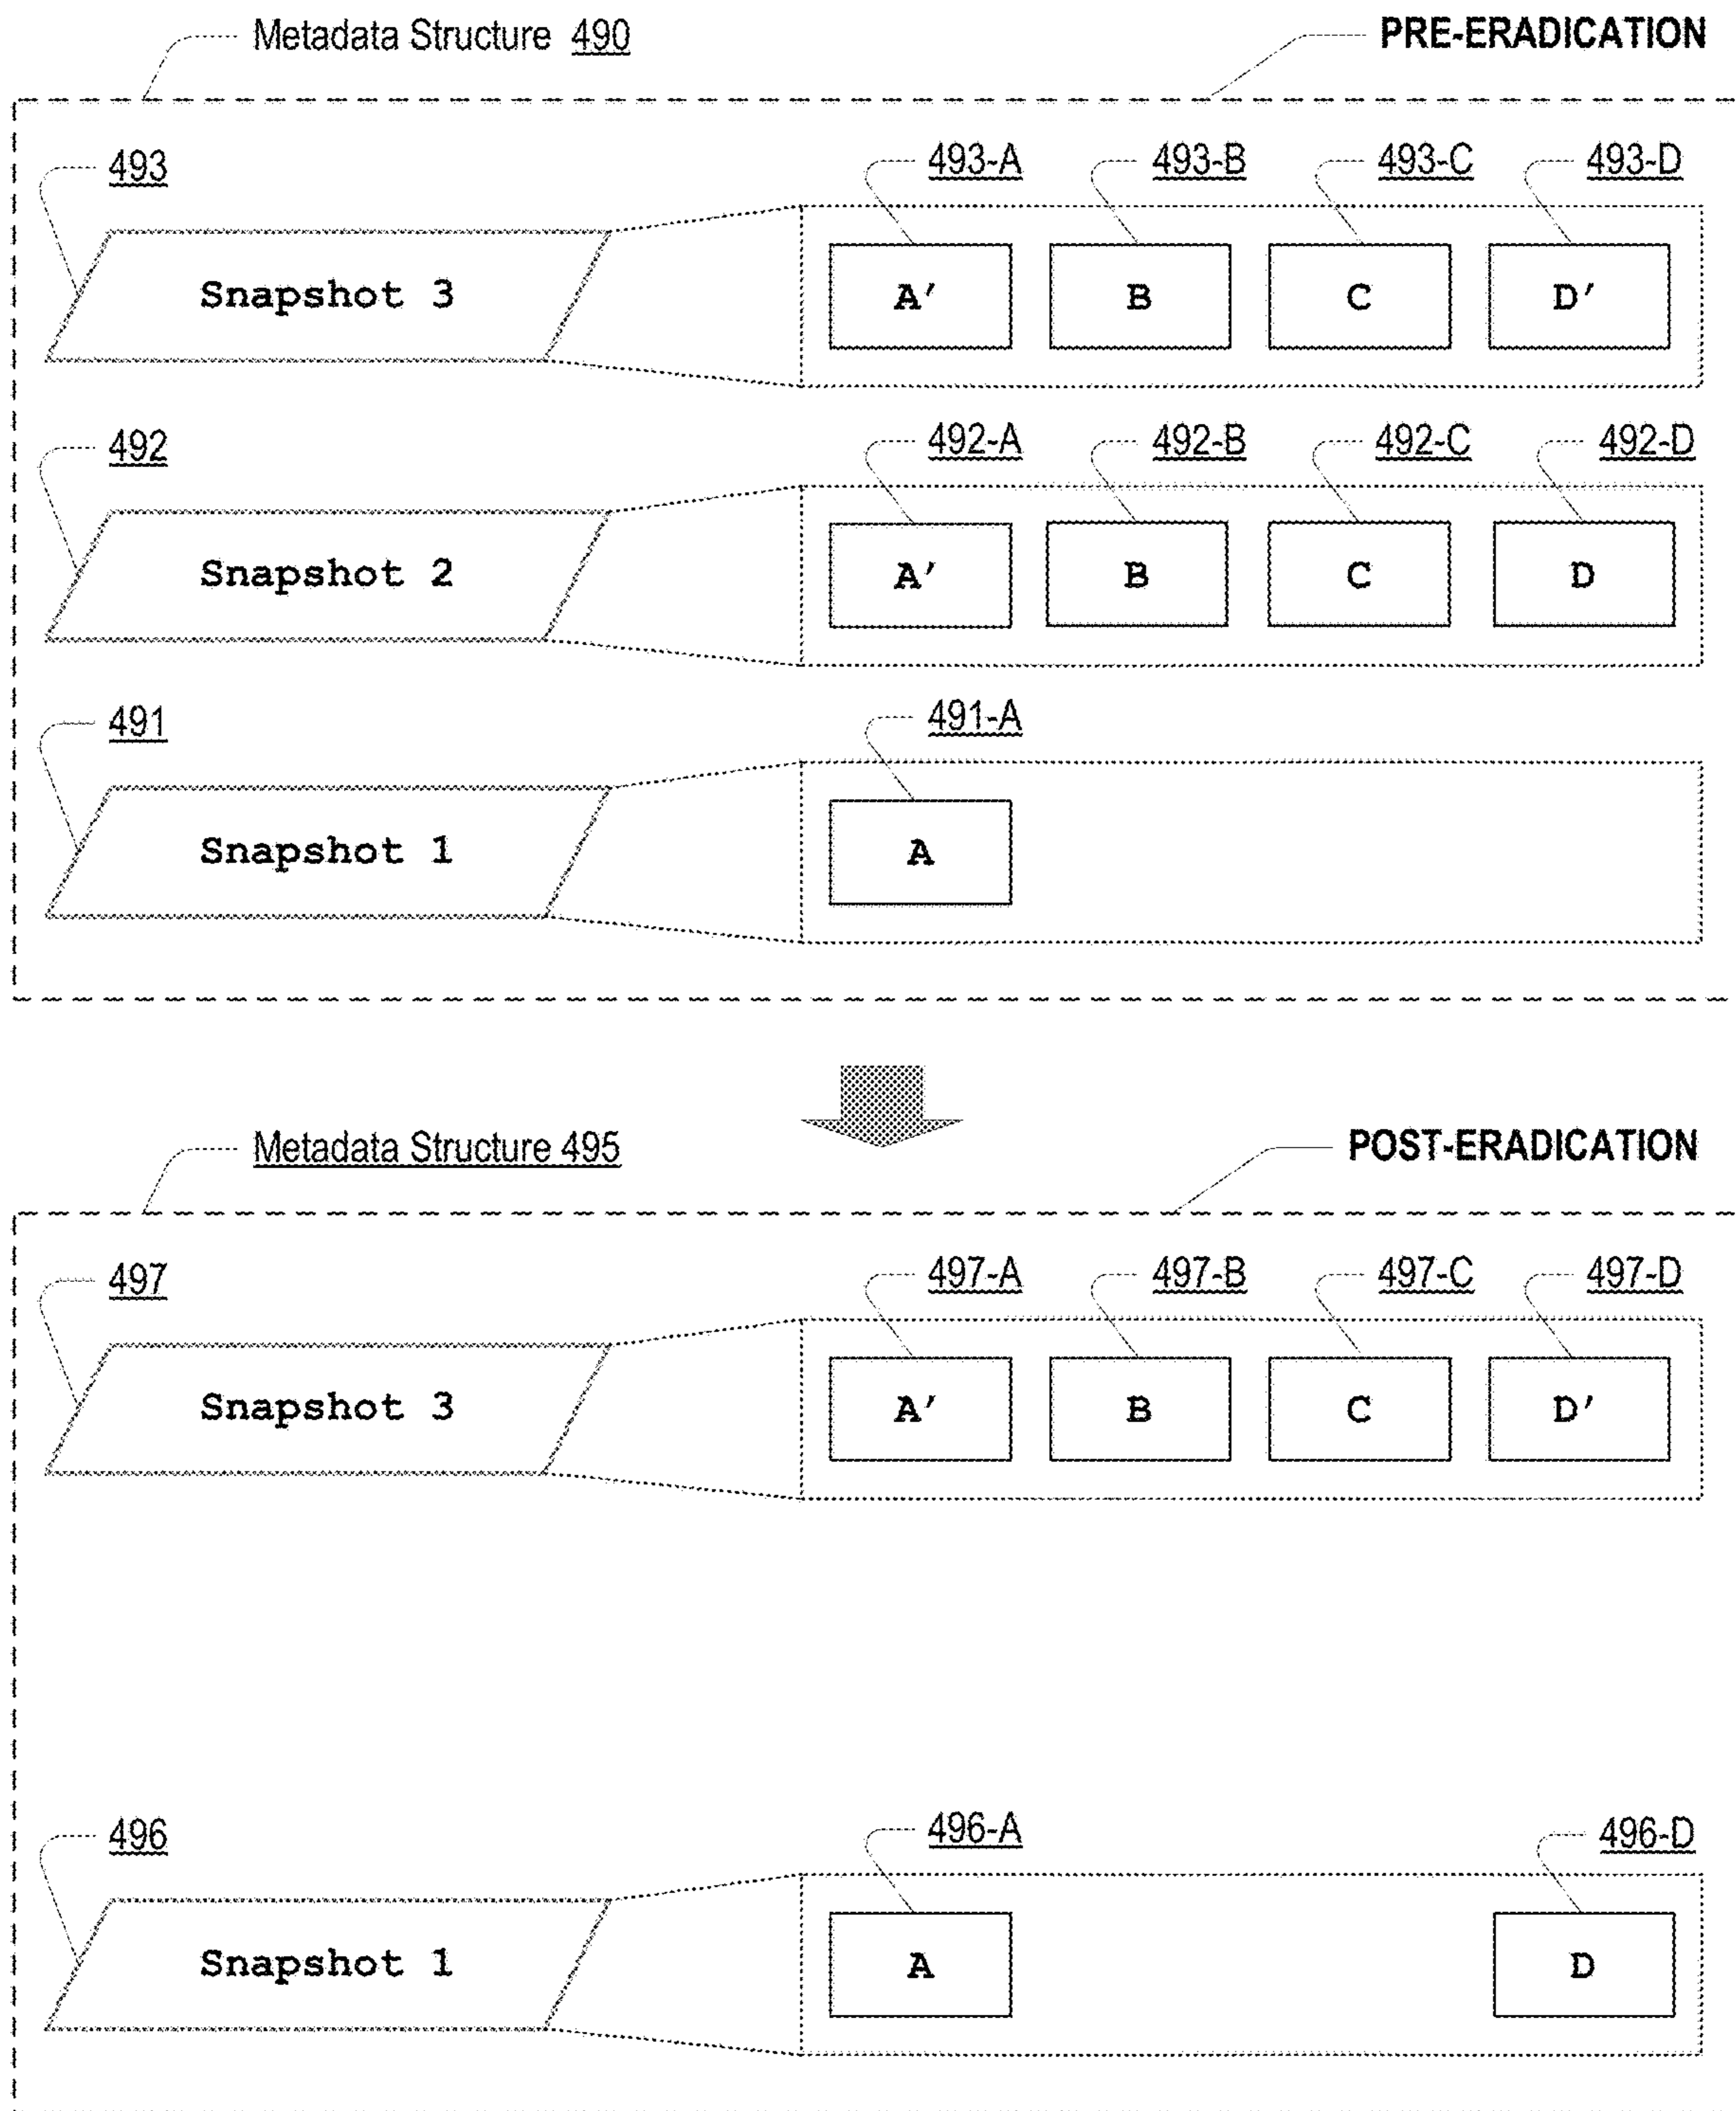 Metadata Structure 490 PRE-ERADICATION
493 493-A 493-B 493-C 493-D
Snapshot 3 A' B C D'
492 492-A 492-B 492-C 492-D
Snapshot 2 A' B C D
491 491-A
Snapshot 1 A
Metadata Structure 495 POST-ERADICATION
497 497-A 497-B 497-C 497-D
Snapshot 3 A' B C D'
496 496-A 496-D
Snapshot 1 A D